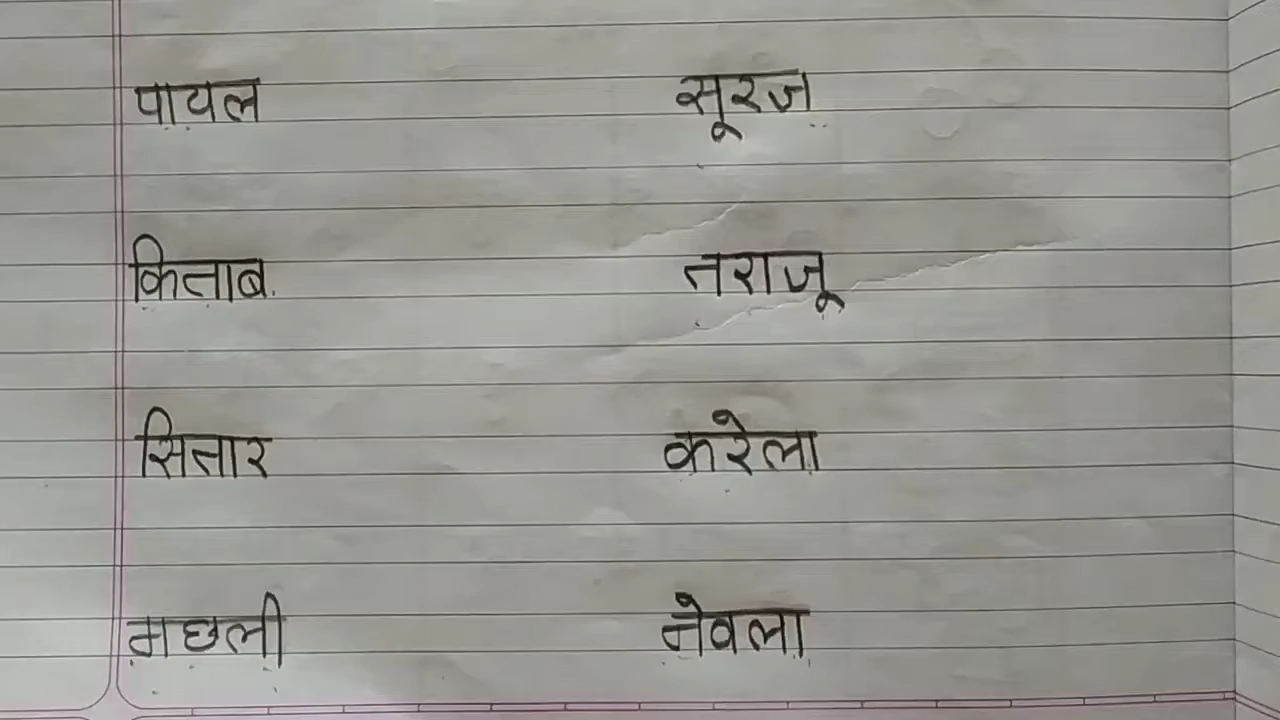 पायल सूरज
किताब तराजू
सितार करेला
मछली नेवला